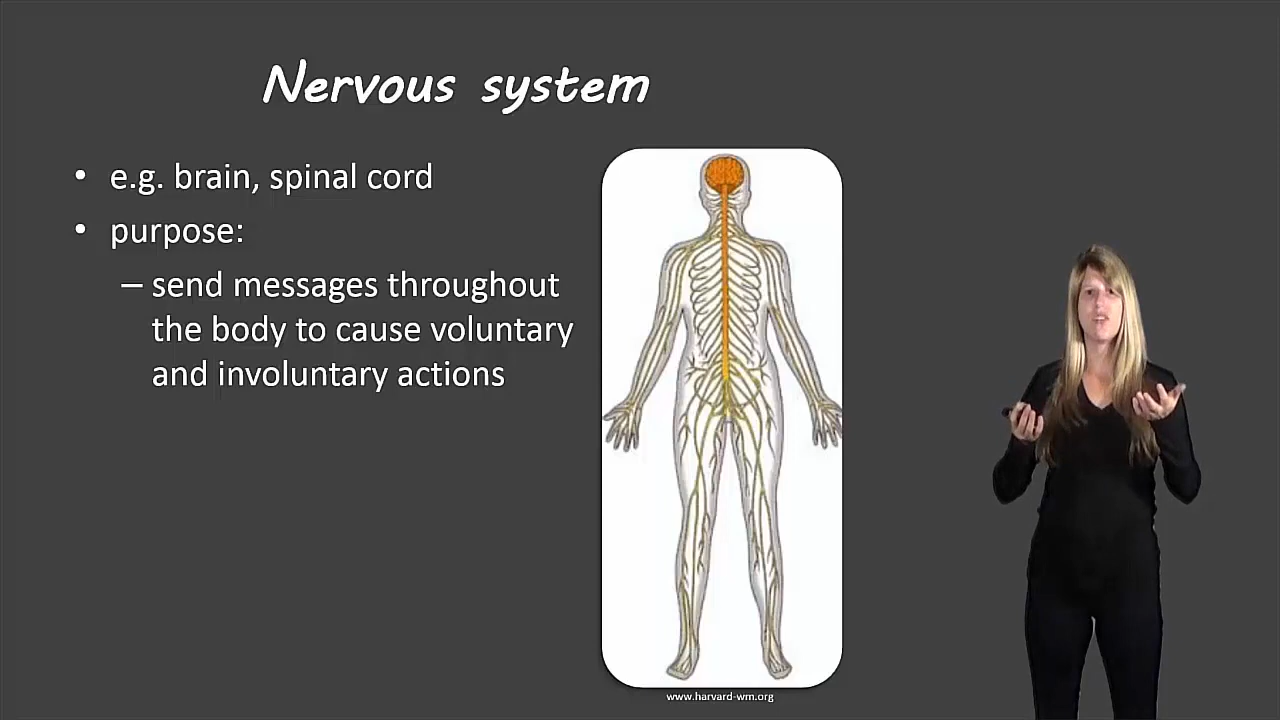 Nervous system
• e.g. brain, spinal cord
• purpose:
– send messages throughout
the body to cause voluntary
and involuntary actions
www.harvard-wm.org